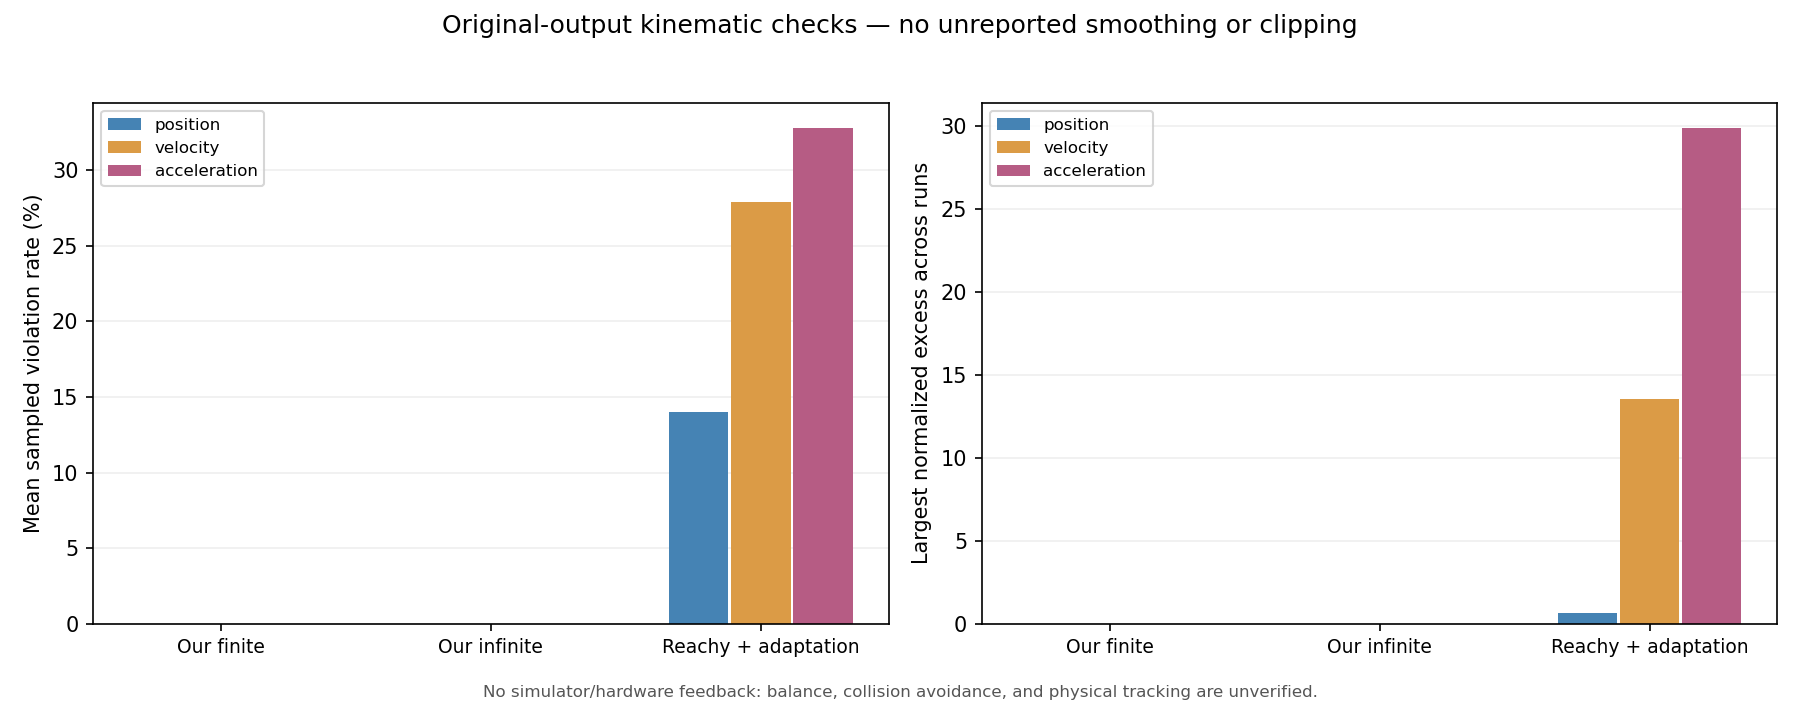 Original-output kinematic checks — no unreported smoothing or clipping
Mean sampled violation rate (%)
30
25
20
15
10
5
0
position
velocity
acceleration
Our finite
Our infinite
Reachy + adaptation
Largest normalized excess across runs
30
25
20
15
10
5
0
position
velocity
acceleration
Our finite
Our infinite
Reachy + adaptation
No simulator/hardware feedback: balance, collision avoidance, and physical tracking are unverified.